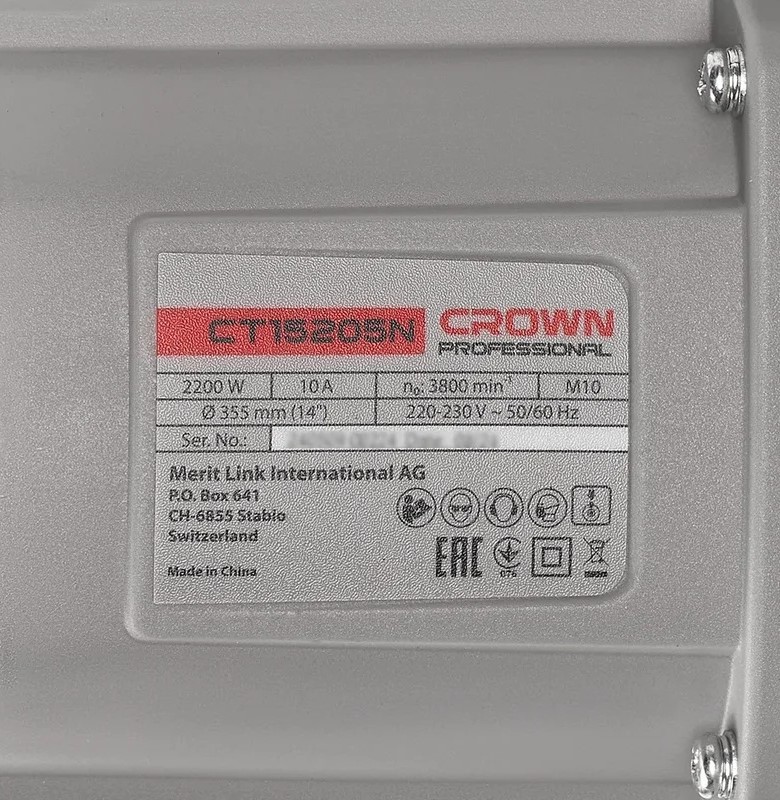 CT15205N
CROWN
PROFESSIONAL
2200 W 10 A n₀: 3800 min⁻¹ M10
Ø 355 mm (14") 220-230 V ~ 50/60 Hz
Ser. No.:
Merit Link International AG
P.O. Box 641
CH-6855 Stabio
Switzerland
Made in China
EAC
076